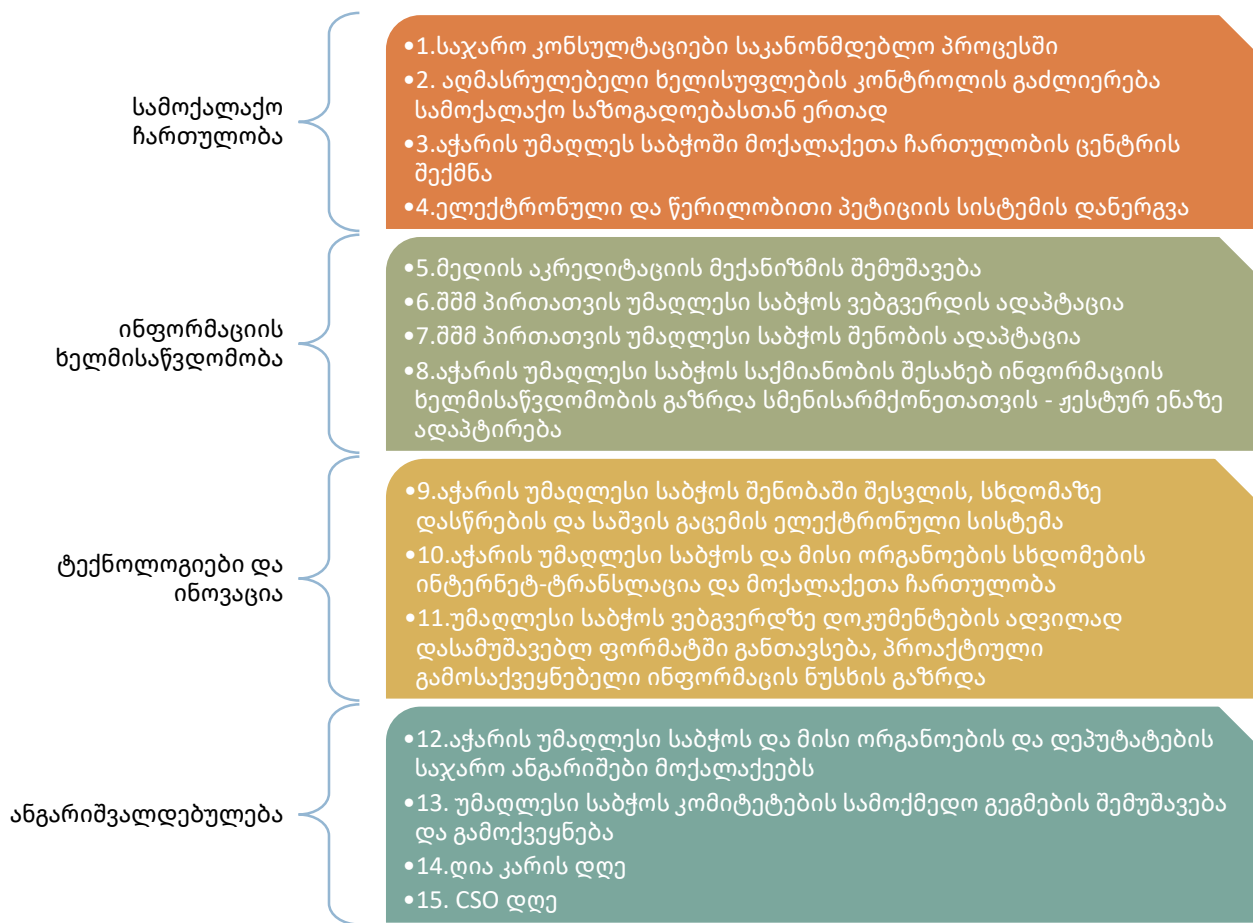 სამოქალაქო
ჩართულობა
•1.საჯარო კონსულტაციები საკანონმდებლო პროცესში
•2. აღმასრულებელი ხელისუფლების კონტროლის გაძლიერება
სამოქალაქო საზოგადოებასთან ერთად
•3.აჭარის უმაღლეს საბჭოში მოქალაქეთა ჩართულობის ცენტრის
შექმნა
•4.ელექტრონული და წერილობითი პეტიციის სისტემის დანერგვა
ინფორმაციის
ხელმისაწვდომობა
•5.მედიის აკრედიტაციის მექანიზმის შემუშავება
•6.შშმ პირთათვის უმაღლესი საბჭოს ვებგვერდის ადაპტაცია
•7.შშმ პირთათვის უმაღლესი საბჭოს შენობის ადაპტაცია
•8.აჭარის უმაღლესი საბჭოს საქმიანობის შესახებ ინფორმაციის
ხელმისაწვდომობის გაზრდა სმენისარმქონეთათვის - ჟესტურ ენაზე
ადაპტირება
ტექნოლოგიები და
ინოვაცია
•9.აჭარის უმაღლესი საბჭოს შენობაში შესვლის, სხდომაზე
დასწრების და საშვის გაცემის ელექტრონული სისტემა
•10.აჭარის უმაღლესი საბჭოს და მისი ორგანოების სხდომების
ინტერნეტ-ტრანსლაცია და მოქალაქეთა ჩართულობა
•11.უმაღლესი საბჭოს ვებგვერდზე დოკუმენტების ადვილად
დასამუშავებლ ფორმატში განთავსება, პროაქტიული
გამოსაქვეყნებელი ინფორმაცის ნუსხის გაზრდა
ანგარიშვალდებულება
•12.აჭარის უმაღლესი საბჭოს და მისი ორგანოების და დეპუტატების
საჯარო ანგარიშები მოქალაქეებს
•13. უმაღლესი საბჭოს კომიტეტების სამოქმედო გეგმების შემუშავება
და გამოქვეყნება
•14.ღია კარის დღე
•15. CSO დღე